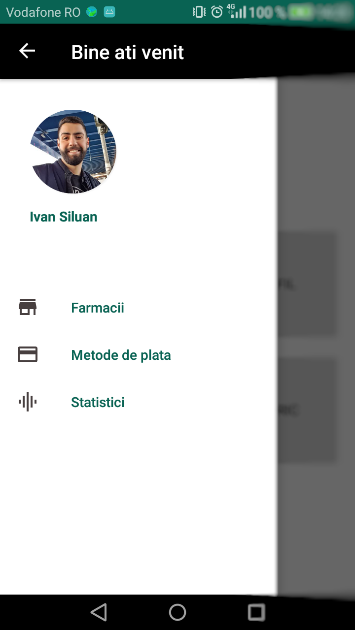 Vodafone RO 4G 100 %
Bine ati venit
Ivan Siluan
Farmacii
Metode de plata
Statistici